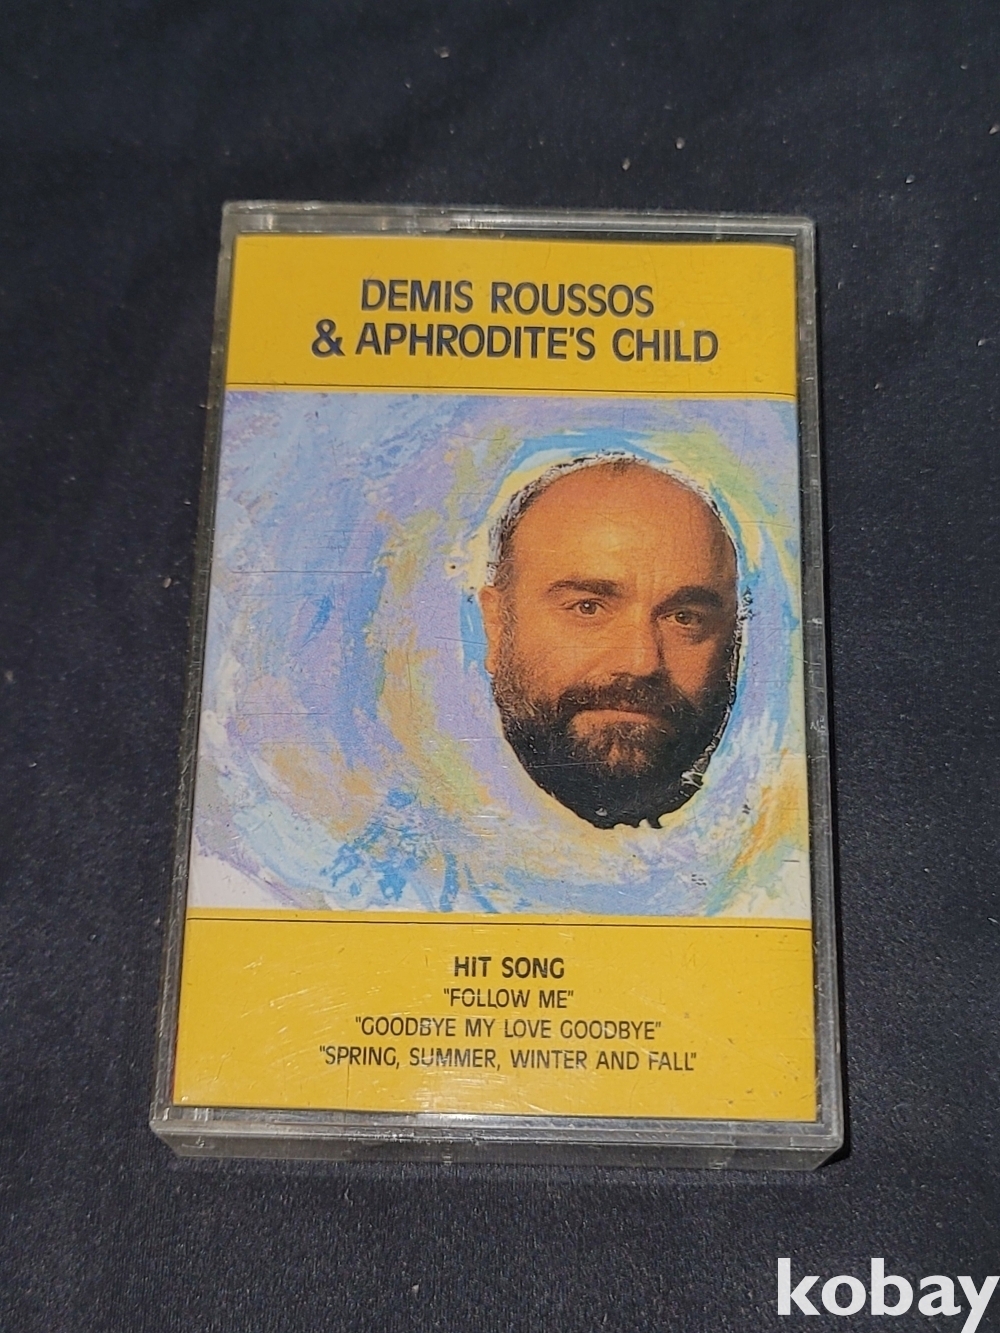 DEMIS ROUSSOS
& APHRODITE'S CHILD
HIT SONG
"FOLLOW ME"
"GOODBYE MY LOVE GOODBYE"
"SPRING, SUMMER, WINTER AND FALL"
kobay